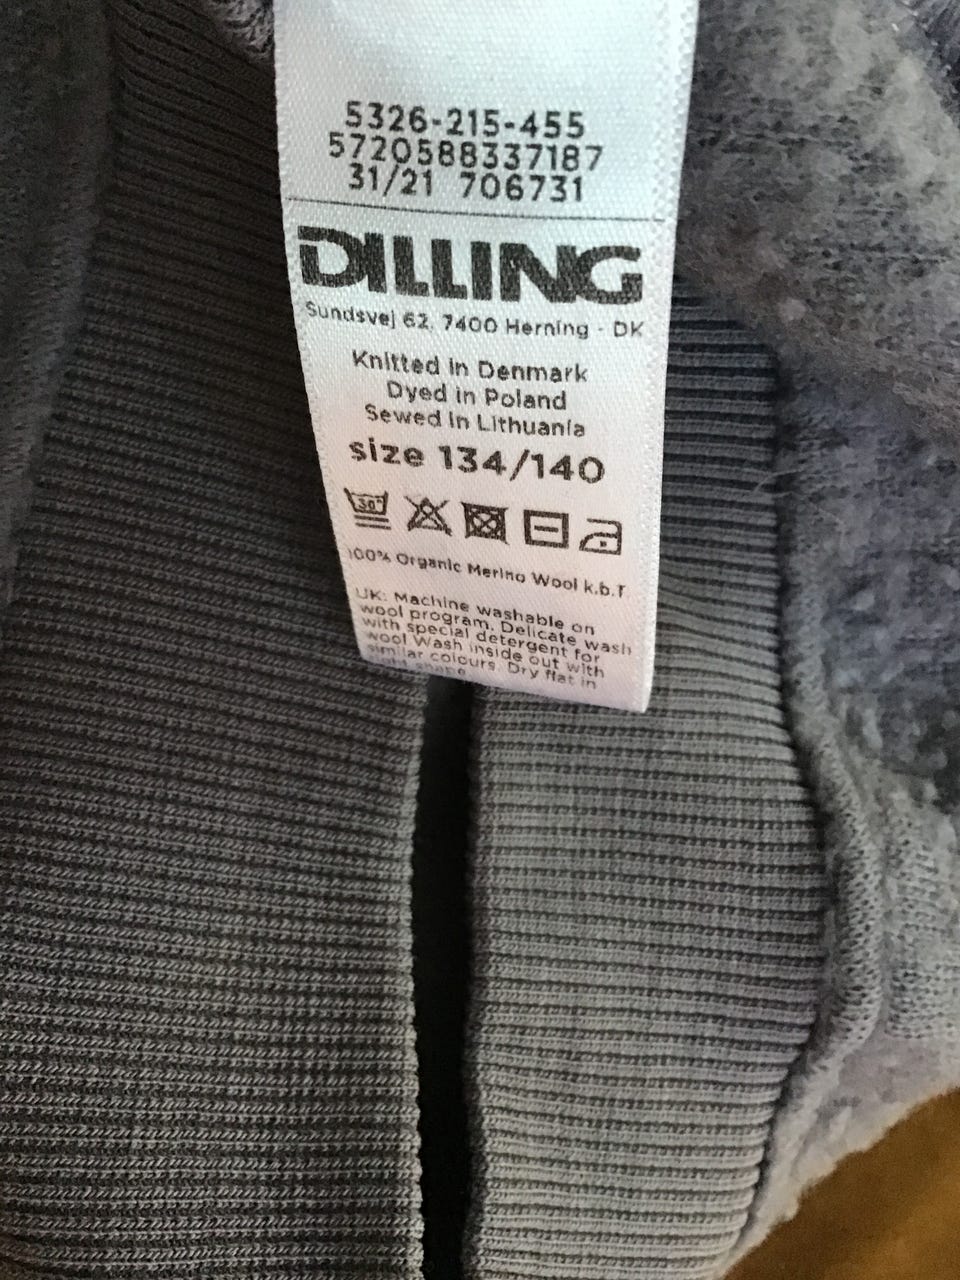 5326-215-455
5720588337187
31/21 706731
DILLING
Sundsvej 62, 7400 Herning - DK
Knitted in Denmark
Dyed in Poland
Sewed in Lithuania
size 134/140
30°
100% Organic Merino Wool k.b.T
UK: Machine washable on
wool program. Delicate wash
with special detergent for
wool Wash inside out with
similar colours. Dry flat in
shape